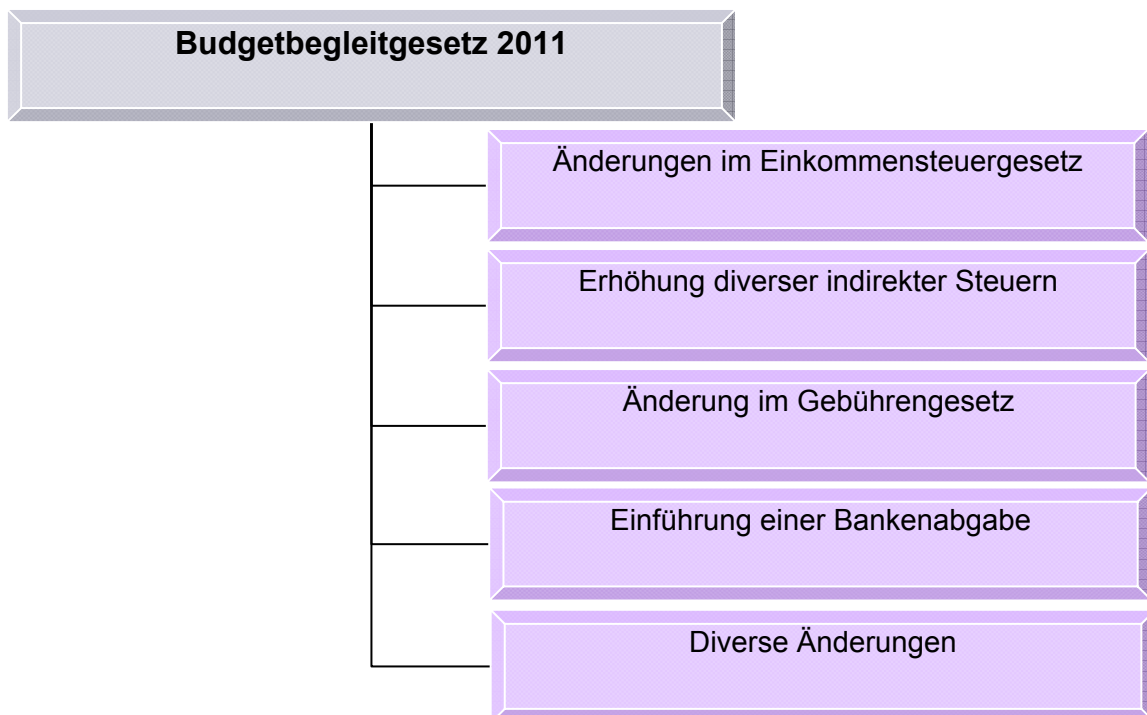 Budgetbegleitgesetz 2011
Änderungen im Einkommensteuergesetz
Erhöhung diverser indirekter Steuern
Änderung im Gebührengesetz
Einführung einer Bankenabgabe
Diverse Änderungen